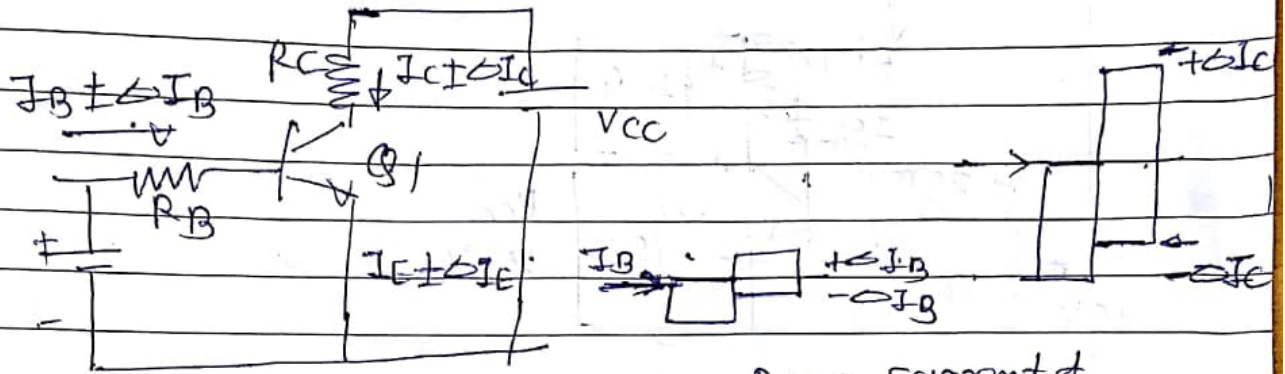 RC
IC±ΔIC
IB±ΔIB
VCC
Q1
RB
+
-
IE±ΔIE
IB
+ΔIB
-ΔIB
+ΔIC
-ΔIC